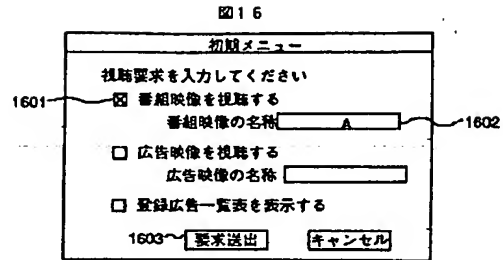 図16
初期メニュー
視聴要求を入力してください
1601 ☒ 番組映像を視聴する
番組映像の名称 A 1602
☐ 広告映像を視聴する
広告映像の名称
☐ 登録広告一覧表を表示する
1603 要求送出 キャンセル